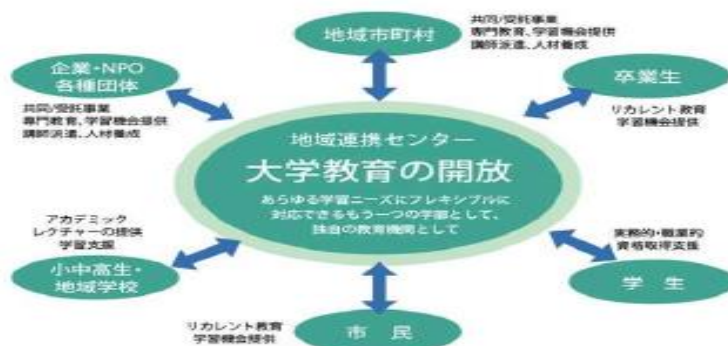 地域市町村
共同/受託事業
専門教育、学習機会提供
講師派遣、人材養成
企業・NPO
各種団体
共同/受託事業
専門教育、学習機会提供
講師派遣、人材養成
卒業生
リカレント教育
学習機会提供
地域連携センター
大学教育の開放
あらゆる学習ニーズにフレキシブルに
対応できるもう一つの学部として、
独自の教育機関として
アカデミック
レクチャーの提供
学習支援
小中高生・
地域学校
実務的・職業的
資格取得支援
学生
リカレント教育
学習機会提供
市民